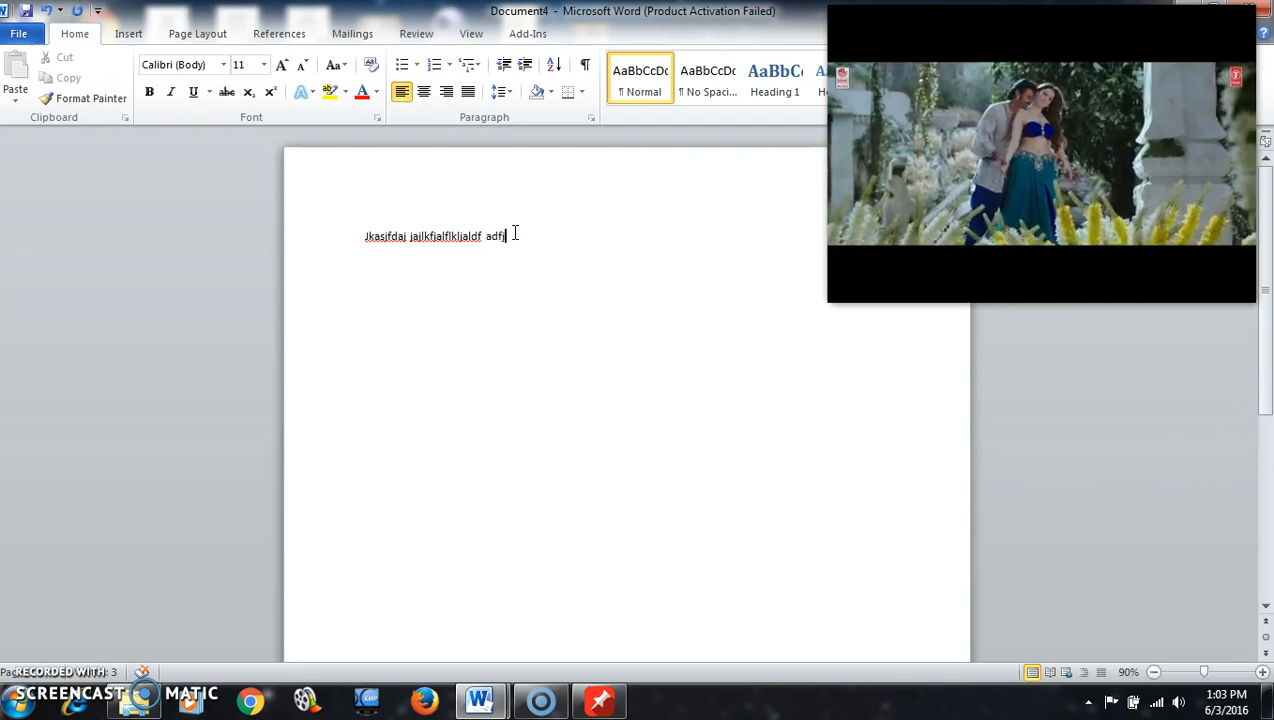 Document4 - Microsoft Word (Product Activation Failed)
File Home Insert Page Layout References Mailings Review View Add-Ins
Paste
Cut
Copy
Format Painter
Clipboard
Calibri (Body) 11
Font
Paragraph
AaBbCcDc
¶ Normal
AaBbCcDc
¶ No Spaci...
AaBbC
Heading 1
Jkasjfdaj jajlkfjalflkljaldf adfj
3
RECORDED WITH:
SCREENCAST MATIC
90%
1:03 PM
6/3/2016